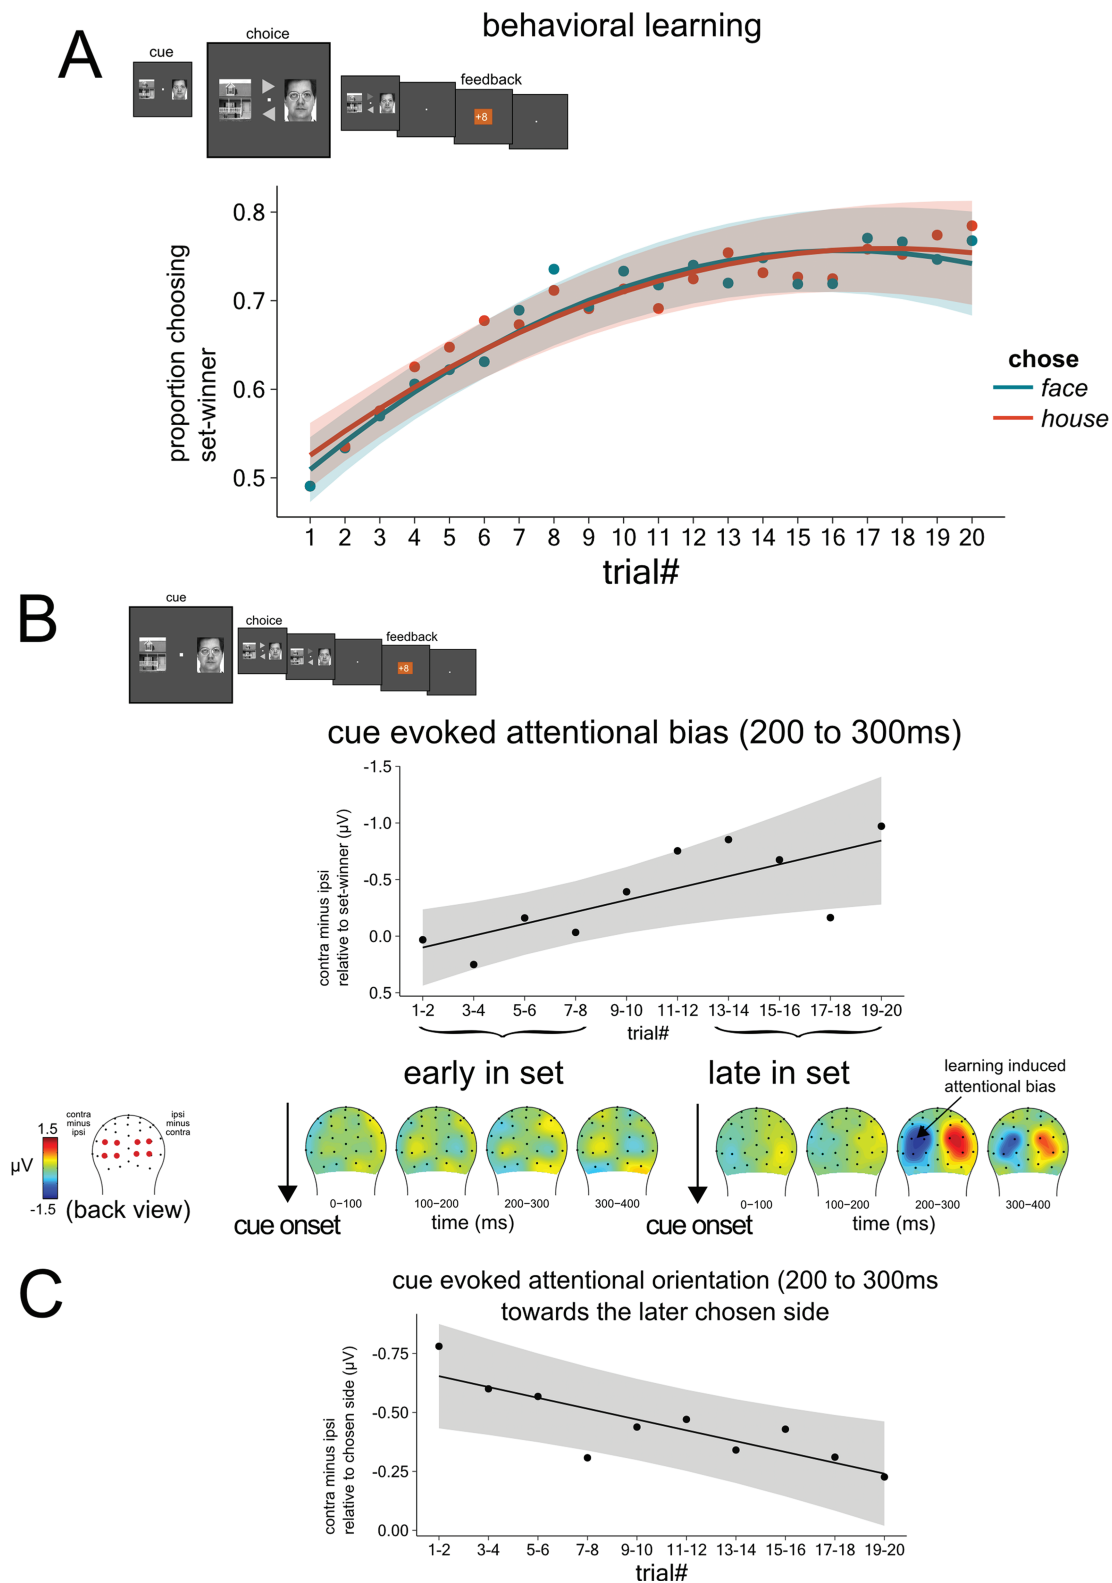 behavioral learning
A
cue
choice
feedback
+8
0.8
0.7
0.6
0.5
proportion choosing
set-winner
1 2 3 4 5 6 7 8 9 10 11 12 13 14 15 16 17 18 19 20
trial#
chose
face
house
B
cue
choice
feedback
+8
cue evoked attentional bias (200 to 300ms)
-1.5
-1.0
-0.5
0.0
0.5
contra minus ipsi
relative to set-winner (µV)
1-2 3-4 5-6 7-8 9-10 11-12 13-14 15-16 17-18 19-20
trial#
early in set
late in set
learning induced
attentional bias
contra
minus
ipsi
ipsi
minus
contra
1.5
µV
-1.5
(back view)
0−100 100−200 200−300 300−400
cue onset
time (ms)
0−100 100−200 200−300 300−400
cue onset
time (ms)
C
cue evoked attentional orientation (200 to 300ms
towards the later chosen side
-0.75
-0.50
-0.25
0.00
contra minus ipsi
relative to chosen side (µV)
1-2 3-4 5-6 7-8 9-10 11-12 13-14 15-16 17-18 19-20
trial#